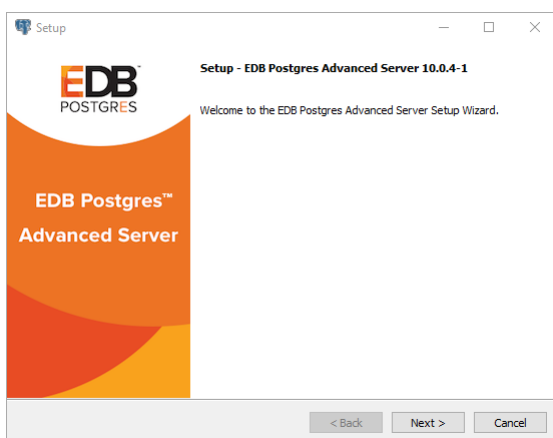 Setup
EDB
POSTGRES
Setup - EDB Postgres Advanced Server 10.0.4-1
Welcome to the EDB Postgres Advanced Server Setup Wizard.
EDB Postgres™
Advanced Server
< Back
Next >
Cancel